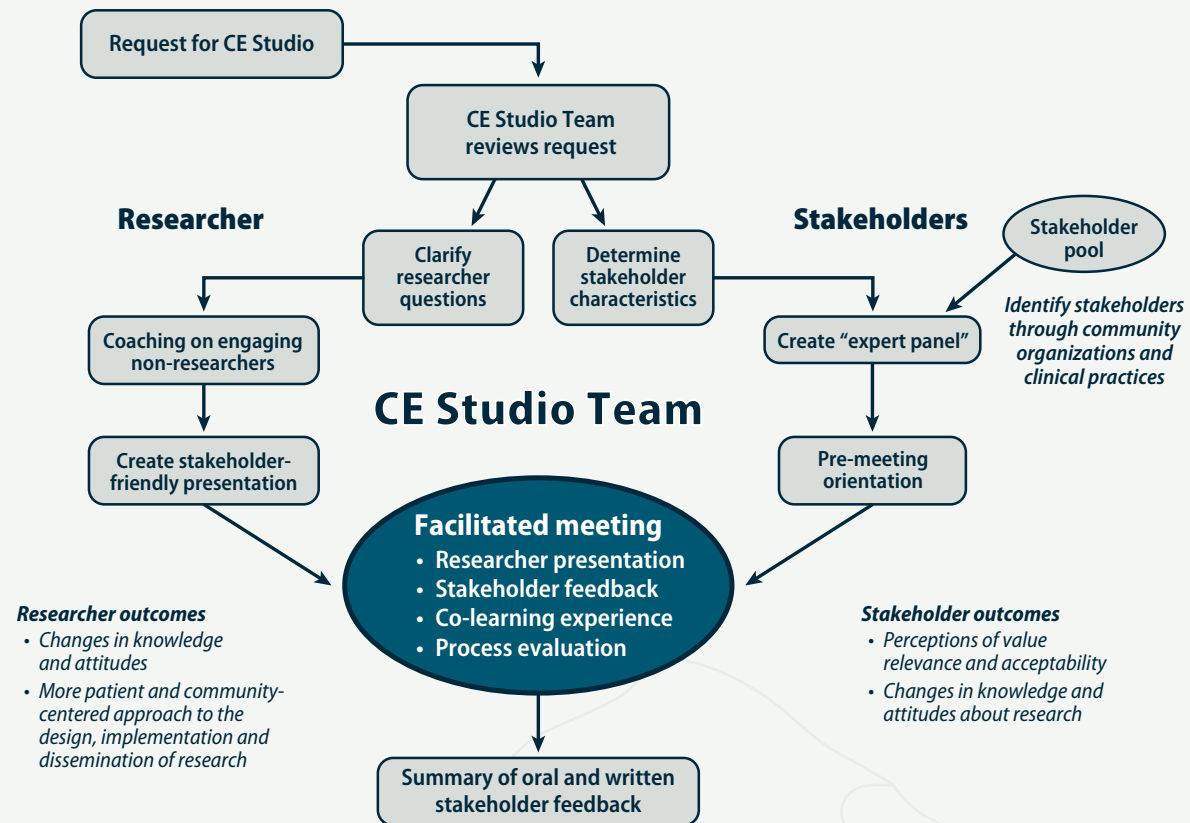 Request for CE Studio
CE Studio Team
reviews request
Researcher
Stakeholders
Stakeholder
pool
Clarify
researcher
questions
Determine
stakeholder
characteristics
Identify stakeholders
through community
organizations and
clinical practices
Coaching on engaging
non-researchers
Create “expert panel”
CE Studio Team
Create stakeholder-
friendly presentation
Pre-meeting
orientation
Facilitated meeting
• Researcher presentation
• Stakeholder feedback
• Co-learning experience
• Process evaluation
Researcher outcomes
• Changes in knowledge
and attitudes
• More patient and community-
centered approach to the
design, implementation and
dissemination of research
Stakeholder outcomes
• Perceptions of value
relevance and acceptability
• Changes in knowledge and
attitudes about research
Summary of oral and written
stakeholder feedback